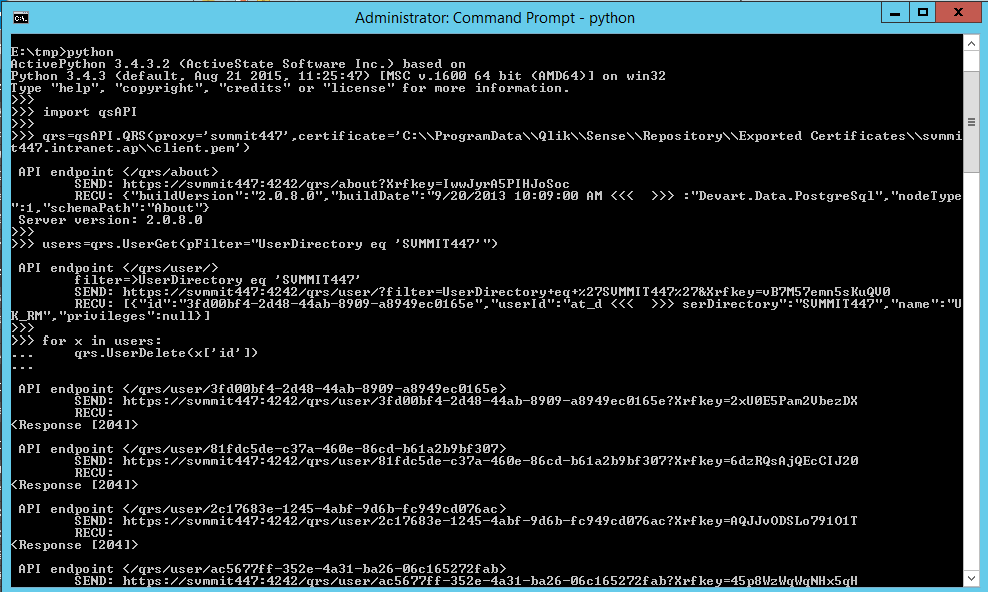 Administrator: Command Prompt - python
E:\tmp>python
ActivePython 3.4.3.2 (ActiveState Software Inc.) based on
Python 3.4.3 (default, Aug 21 2015, 11:25:47) [MSC v.1600 64 bit (AMD64)] on win32
Type "help", "copyright", "credits" or "license" for more information.
>>>
>>> import qsAPI
>>>
>>> qrs=qsAPI.QRS(proxy='svmmit447',certificate='C:\\ProgramData\\Qlik\\Sense\\Repository\\Exported Certificates\\svmmi
t447.intranet.ap\\client.pem')
API endpoint </qrs/about>
SEND: https://svmmit447:4242/qrs/about?Xrfkey=IwwJyrA5PIHJoSoc
RECV: {"buildVersion":"2.0.8.0","buildDate":"9/20/2013 10:09:00 AM <<<  >>> :"Devart.Data.PostgreSql","nodeType
":1,"schemaPath":"About"}
Server version: 2.0.8.0
>>>
>>> users=qrs.UserGet(pFilter="UserDirectory eq 'SVMMIT447'")
API endpoint </qrs/user/>
filter=>UserDirectory eq 'SVMMIT447'
SEND: https://svmmit447:4242/qrs/user/?filter=UserDirectory+eq+%27SVMMIT447%27&Xrfkey=vB7M57emn5sKuQV0
RECV: [{"id":"3fd00bf4-2d48-44ab-8909-a8949ec0165e","userId":"at_d <<<  >>> serDirectory":"SVMMIT447","name":"U
K_RM","privileges":null}]
>>>
>>> for x in users:
...     qrs.UserDelete(x['id'])
...
API endpoint </qrs/user/3fd00bf4-2d48-44ab-8909-a8949ec0165e>
SEND: https://svmmit447:4242/qrs/user/3fd00bf4-2d48-44ab-8909-a8949ec0165e?Xrfkey=2xU0E5Pam2VbezDX
RECV:
<Response [204]>
API endpoint </qrs/user/81fdc5de-c37a-460e-86cd-b61a2b9bf307>
SEND: https://svmmit447:4242/qrs/user/81fdc5de-c37a-460e-86cd-b61a2b9bf307?Xrfkey=6dzRQsAjQEcCIJ20
RECV:
<Response [204]>
API endpoint </qrs/user/2c17683e-1245-4abf-9d6b-fc949cd076ac>
SEND: https://svmmit447:4242/qrs/user/2c17683e-1245-4abf-9d6b-fc949cd076ac?Xrfkey=AQJJvODSLo791O1T
RECV:
<Response [204]>
API endpoint </qrs/user/ac5677ff-352e-4a31-ba26-06c165272fab>
SEND: https://svmmit447:4242/qrs/user/ac5677ff-352e-4a31-ba26-06c165272fab?Xrfkey=45p8WzWqWqNHx5qH